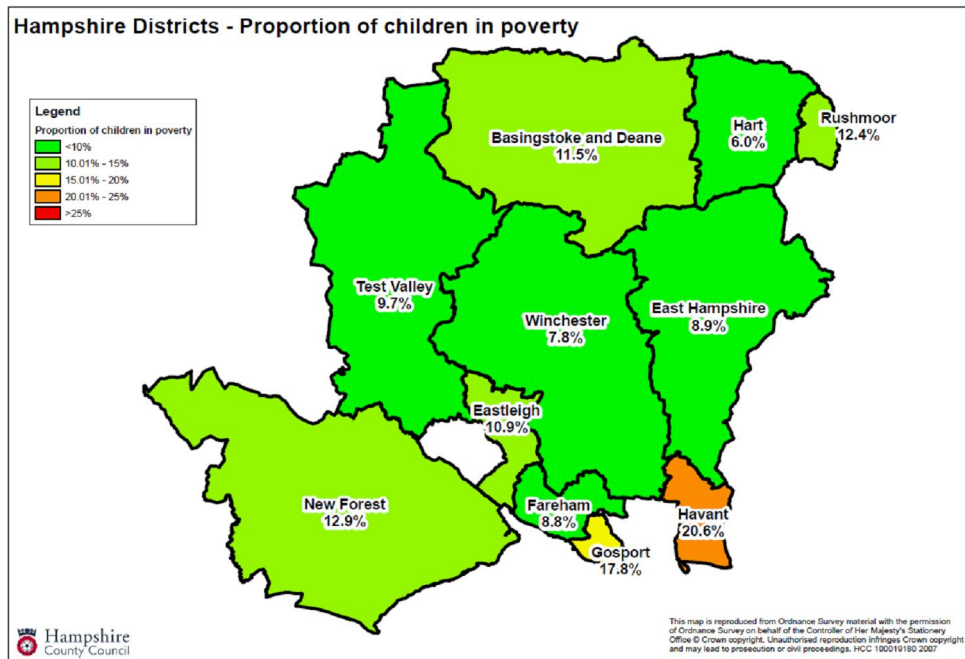 Hampshire Districts - Proportion of children in poverty
Legend
Proportion of children in poverty
<10%
10.01% - 15%
15.01% - 20%
20.01% - 25%
>25%
Basingstoke and Deane
11.5%
Hart
6.0%
Rushmoor
12.4%
Test Valley
9.7%
Winchester
7.8%
East Hampshire
8.9%
Eastleigh
10.9%
New Forest
12.9%
Fareham
8.8%
Gosport
17.8%
Havant
20.6%
Hampshire
County Council
This map is reproduced from Ordnance Survey material with the permission
of Ordnance Survey on behalf of the Controller of Her Majesty's Stationery
Office © Crown copyright. Unauthorised reproduction infringes Crown copyright
and may lead to prosecution or civil proceedings. HCC 100019180 2007